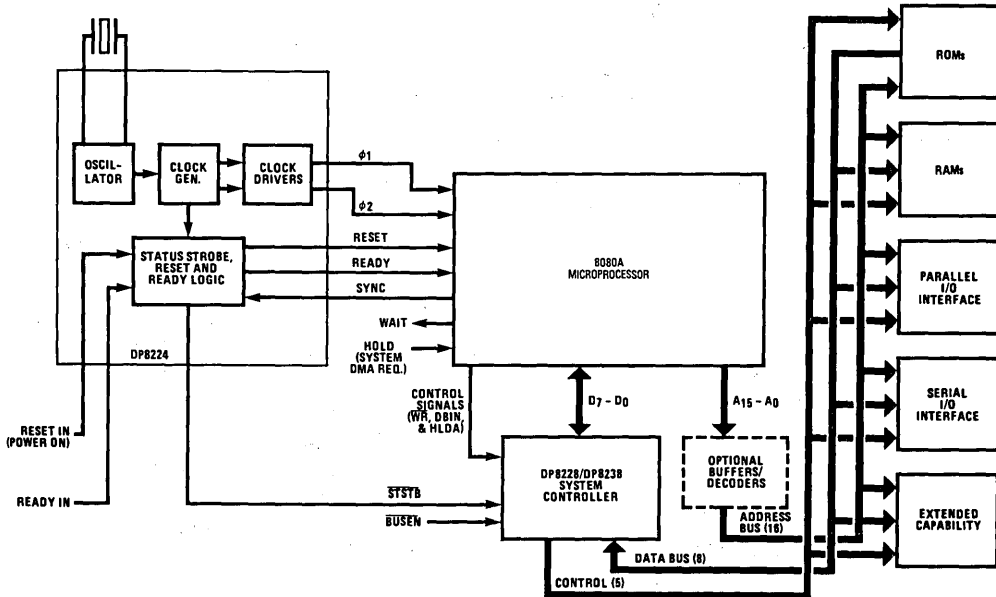 OSCIL-
LATOR
CLOCK
GEN.
CLOCK
DRIVERS
ϕ1
ϕ2
RESET
READY
SYNC
STATUS STROBE,
RESET AND
READY LOGIC
DP8224
WAIT
HOLD
(SYSTEM
DMA REQ.)
8080A
MICROPROCESSOR
RESET IN
(POWER ON)
READY IN
CONTROL
SIGNALS
(W̅R̅, DBIN,
& HLDA)
D7 – D0
A15 – A0
S̅T̅S̅T̅B̅
B̅U̅S̅E̅N̅
DP8228/DP8238
SYSTEM
CONTROLLER
OPTIONAL
BUFFERS/
DECODERS
ADDRESS
BUS (16)
DATA BUS (8)
CONTROL (5)
ROMs
RAMs
PARALLEL
I/O
INTERFACE
SERIAL
I/O
INTERFACE
EXTENDED
CAPABILITY